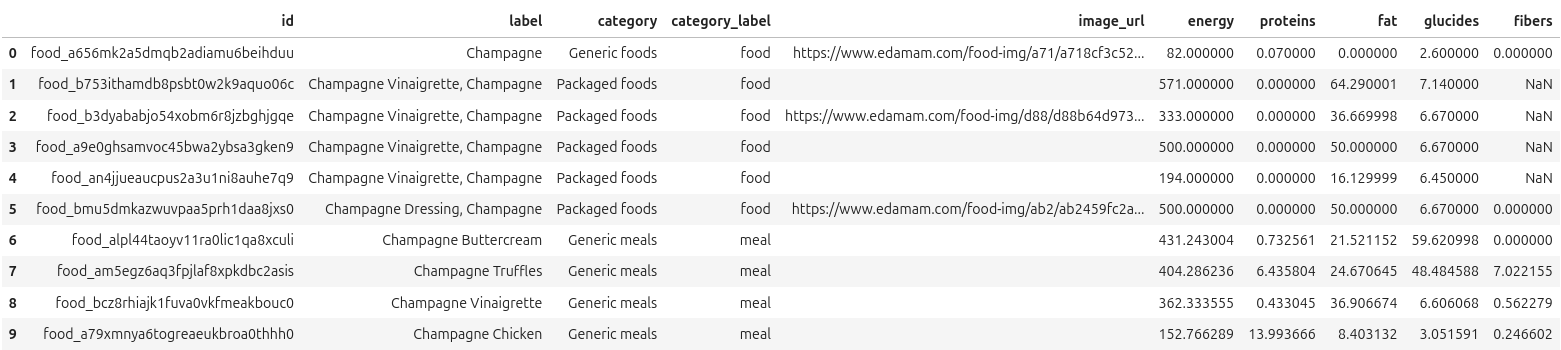 id label category category_label image_url energy proteins fat glucides fibers
0 food_a656mk2a5dmqb2adiamu6beihduu Champagne Generic foods food https://www.edamam.com/food-img/a71/a718cf3c52... 82.000000 0.070000 0.000000 2.600000 0.000000
1 food_b753ithamdb8psbt0w2k9aquo06c Champagne Vinaigrette, Champagne Packaged foods food 571.000000 0.000000 64.290001 7.140000 NaN
2 food_b3dyababjo54xobm6r8jzbghjgqe Champagne Vinaigrette, Champagne Packaged foods food https://www.edamam.com/food-img/d88/d88b64d973... 333.000000 0.000000 36.669998 6.670000 NaN
3 food_a9e0ghsamvoc45bwa2ybsa3gken9 Champagne Vinaigrette, Champagne Packaged foods food 500.000000 0.000000 50.000000 6.670000 NaN
4 food_an4jjueaucpus2a3u1ni8auhe7q9 Champagne Vinaigrette, Champagne Packaged foods food 194.000000 0.000000 16.129999 6.450000 NaN
5 food_bmu5dmkazwuvpaa5prh1daa8jxs0 Champagne Dressing, Champagne Packaged foods food https://www.edamam.com/food-img/ab2/ab2459fc2a... 500.000000 0.000000 50.000000 6.670000 0.000000
6 food_alpl44taoyv11ra0lic1qa8xculi Champagne Buttercream Generic meals meal 431.243004 0.732561 21.521152 59.620998 0.000000
7 food_am5egz6aq3fpjlaf8xpkdbc2asis Champagne Truffles Generic meals meal 404.286236 6.435804 24.670645 48.484588 7.022155
8 food_bcz8rhiajk1fuva0vkfmeakbouc0 Champagne Vinaigrette Generic meals meal 362.333555 0.433045 36.906674 6.606068 0.562279
9 food_a79xmnya6togreaeukbroa0thhh0 Champagne Chicken Generic meals meal 152.766289 13.993666 8.403132 3.051591 0.246602